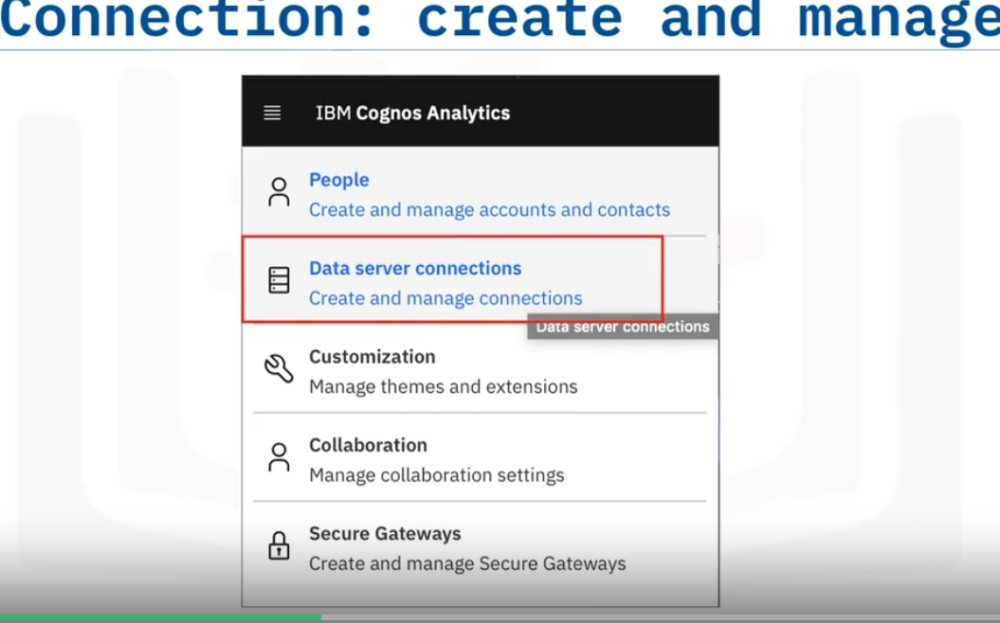 Connection: create and manage
IBM Cognos Analytics
People
Create and manage accounts and contacts
Data server connections
Create and manage connections
Data server connections
Customization
Manage themes and extensions
Collaboration
Manage collaboration settings
Secure Gateways
Create and manage Secure Gateways